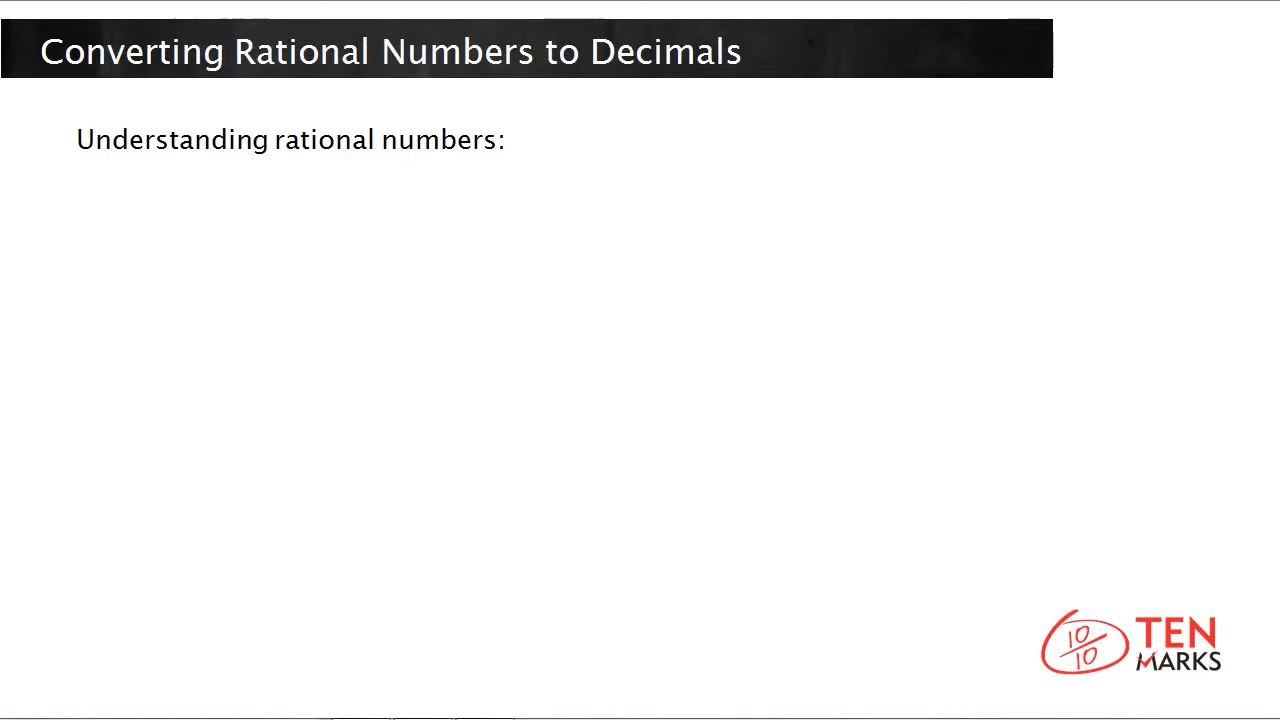 Converting Rational Numbers to Decimals
Understanding rational numbers:
10
10
TEN
MARKS